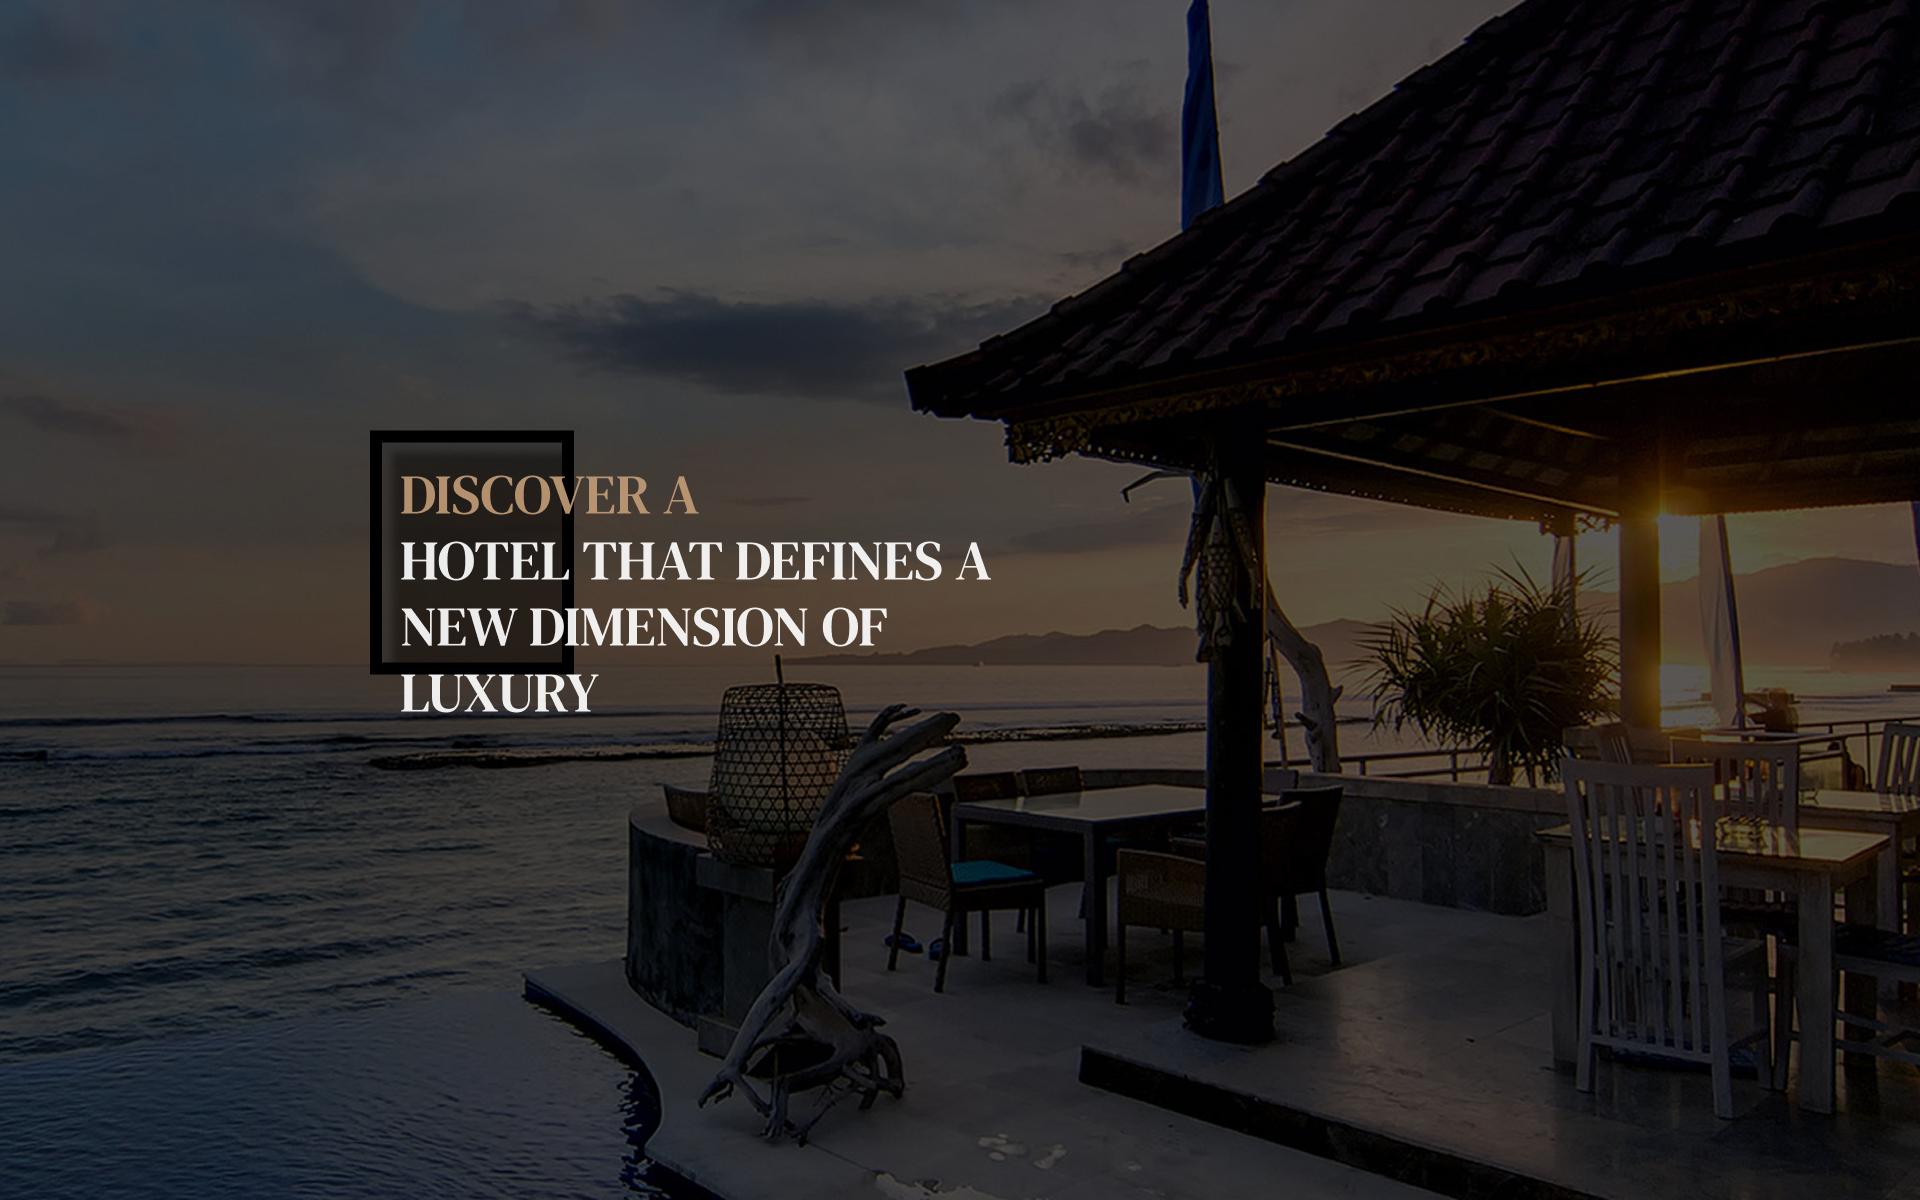 DISCOVER A
HOTEL THAT DEFINES A
NEW DIMENSION OF
LUXURY